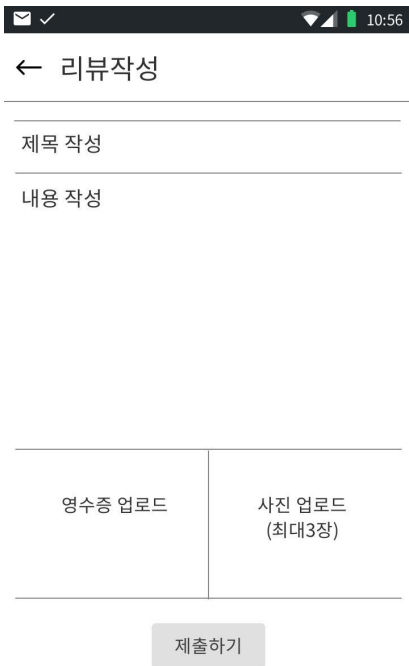 10:56
리뷰작성
제목 작성
내용 작성
영수증 업로드
사진 업로드
(최대3장)
제출하기